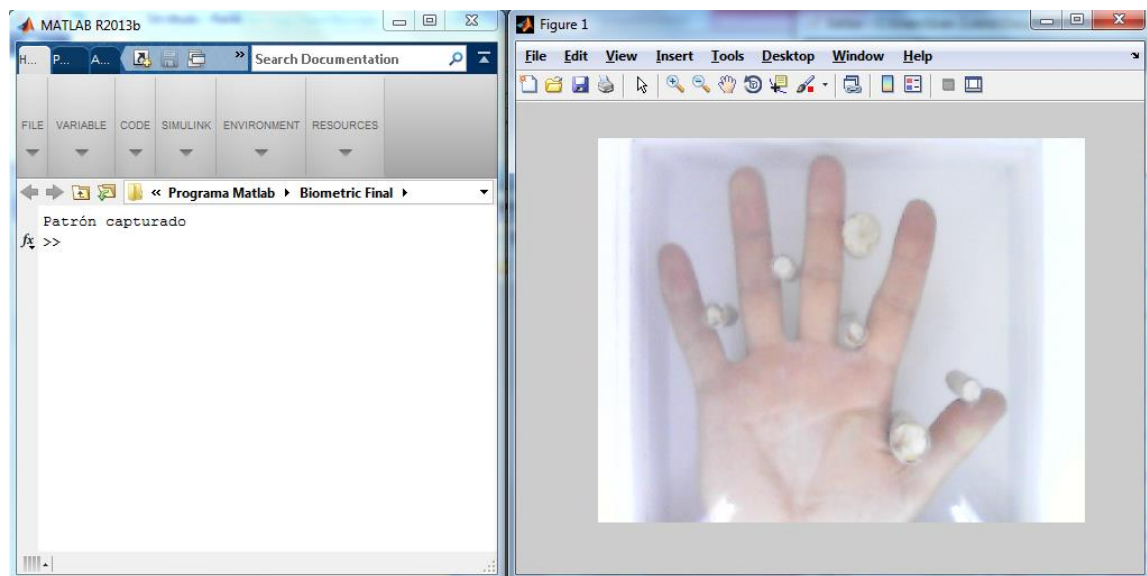 MATLAB R2013b
H... P... A... » Search Documentation
FILE VARIABLE CODE SIMULINK ENVIRONMENT RESOURCES
« Programa Matlab Biometric Final
Patrón capturado
fx >>
Figure 1
File Edit View Insert Tools Desktop Window Help